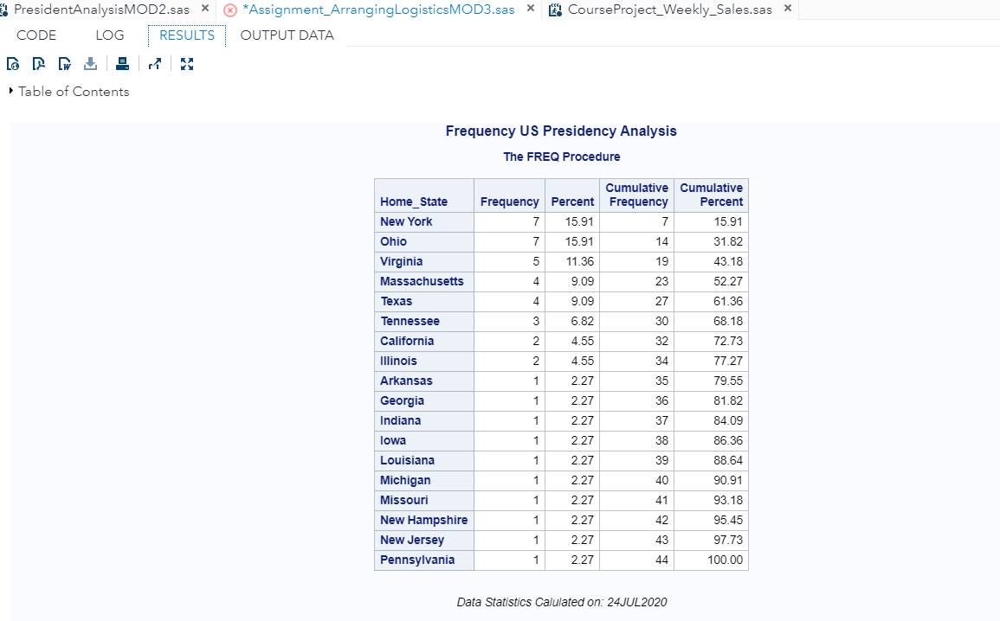 PresidentAnalysisMOD2.sas × *Assignment_ArrangingLogisticsMOD3.sas × CourseProject_Weekly_Sales.sas ×
CODE LOG RESULTS OUTPUT DATA
Table of Contents
Frequency US Presidency Analysis
The FREQ Procedure
Home_State Frequency Percent Cumulative Frequency Cumulative Percent
New York 7 15.91 7 15.91
Ohio 7 15.91 14 31.82
Virginia 5 11.36 19 43.18
Massachusetts 4 9.09 23 52.27
Texas 4 9.09 27 61.36
Tennessee 3 6.82 30 68.18
California 2 4.55 32 72.73
Illinois 2 4.55 34 77.27
Arkansas 1 2.27 35 79.55
Georgia 1 2.27 36 81.82
Indiana 1 2.27 37 84.09
Iowa 1 2.27 38 86.36
Louisiana 1 2.27 39 88.64
Michigan 1 2.27 40 90.91
Missouri 1 2.27 41 93.18
New Hampshire 1 2.27 42 95.45
New Jersey 1 2.27 43 97.73
Pennsylvania 1 2.27 44 100.00
Data Statistics Calulated on: 24JUL2020